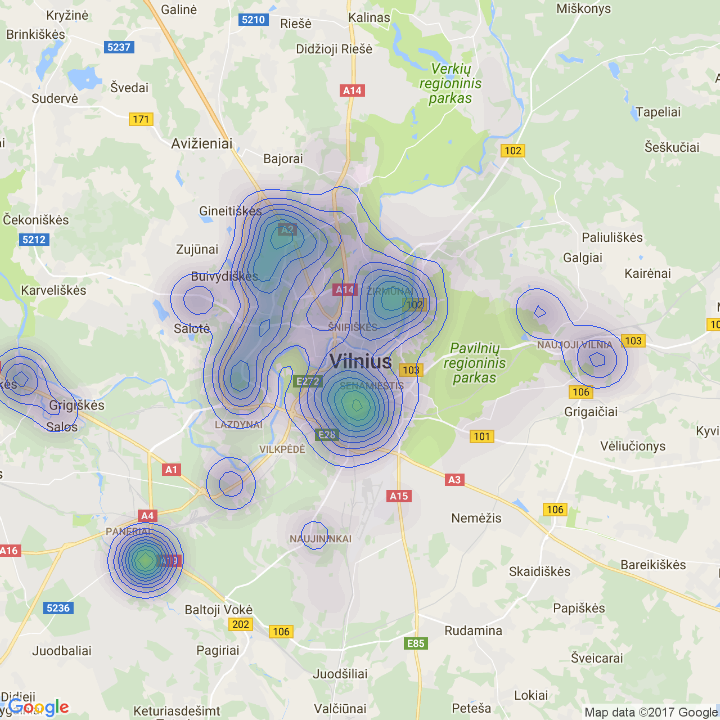 Kryžinė
Galinė
Kalinas
Miškonys
Brinkiškės
5210
Riešė
5237
Didžioji Riešė
Švedai
Verkių
regioninis
parkas
Sudervė
A14
171
Tapeliai
Avižieniai
102
Šeškučiai
Bajorai
Čekoniškės
Gineitiškės
A2
5212
Zujūnai
Paliuliškės
Galgiai
Buivydiškės
Kairėnai
Karveliškės
A14
ŽIRMŪNAI
102
Salotė
ŠNIPIŠKĖS
103
10
NAUJOJI VILNIA
Pavilnių
regioninis
parkas
Vilnius
103
E272
SENAMIESTIS
kės
106
Grigiškės
Grigaičiai
Salos
LAZDYNAI
E28
101
Kyvi
VILKPĖDĖ
Vėliučionys
A1
A3
A15
A4
106
Nemėžis
PANERIAI
NAUJININKAI
A16
A19
Bareikiškės
Skaidiškės
5236
Baltoji Vokė
Papiškės
202
106
Rudamina
Juodbaliai
Pagiriai
E85
Šveicarai
Juodšiliai
Didieji
Lokiai
Google
Keturiasdešimt
Valčiūnai
Peteša
Map data ©2017 Google